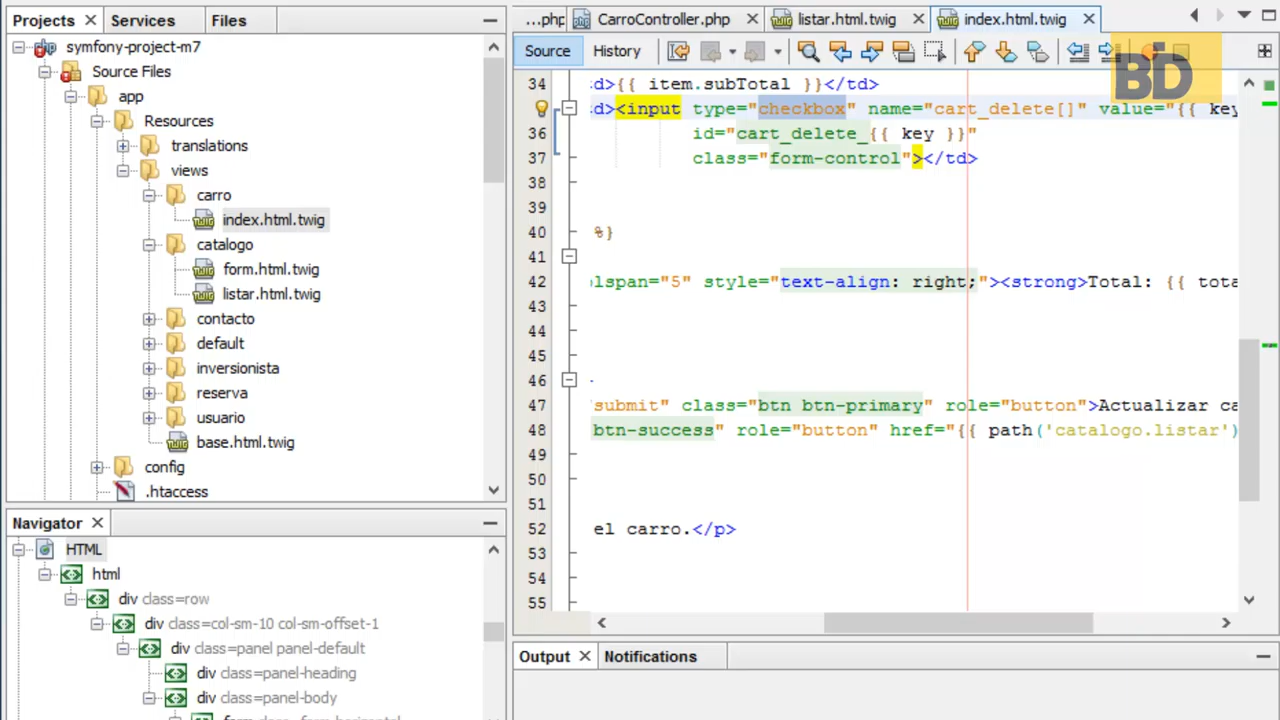 Projects
Services
Files
...php
CarroController.php
listar.html.twig
index.html.twig
symfony-project-m7
Source Files
app
Resources
translations
views
carro
index.html.twig
catalogo
form.html.twig
listar.html.twig
contacto
default
inversionista
reserva
usuario
base.html.twig
config
.htaccess
Navigator
HTML
html
div class=row
div class=col-sm-10 col-sm-offset-1
div class=panel panel-default
div class=panel-heading
div class=panel-body
form class=form-horizontal
Source
History
BD
34 d>{{ item.subTotal }}</td>
d><input type="checkbox" name="cart_delete[]" value="{{ key
36 id="cart_delete_{{ key }}"
37 class="form-control"></td>
38
39
40 %}
41
42 olspan="5" style="text-align: right;"><strong>Total: {{ tota
43
44
45
46
47 "submit" class="btn btn-primary" role="button">Actualizar ca
48 btn-success" role="button" href="{{ path('catalogo.listar')
49
50
51
52 el carro.</p>
53
54
55
Output
Notifications